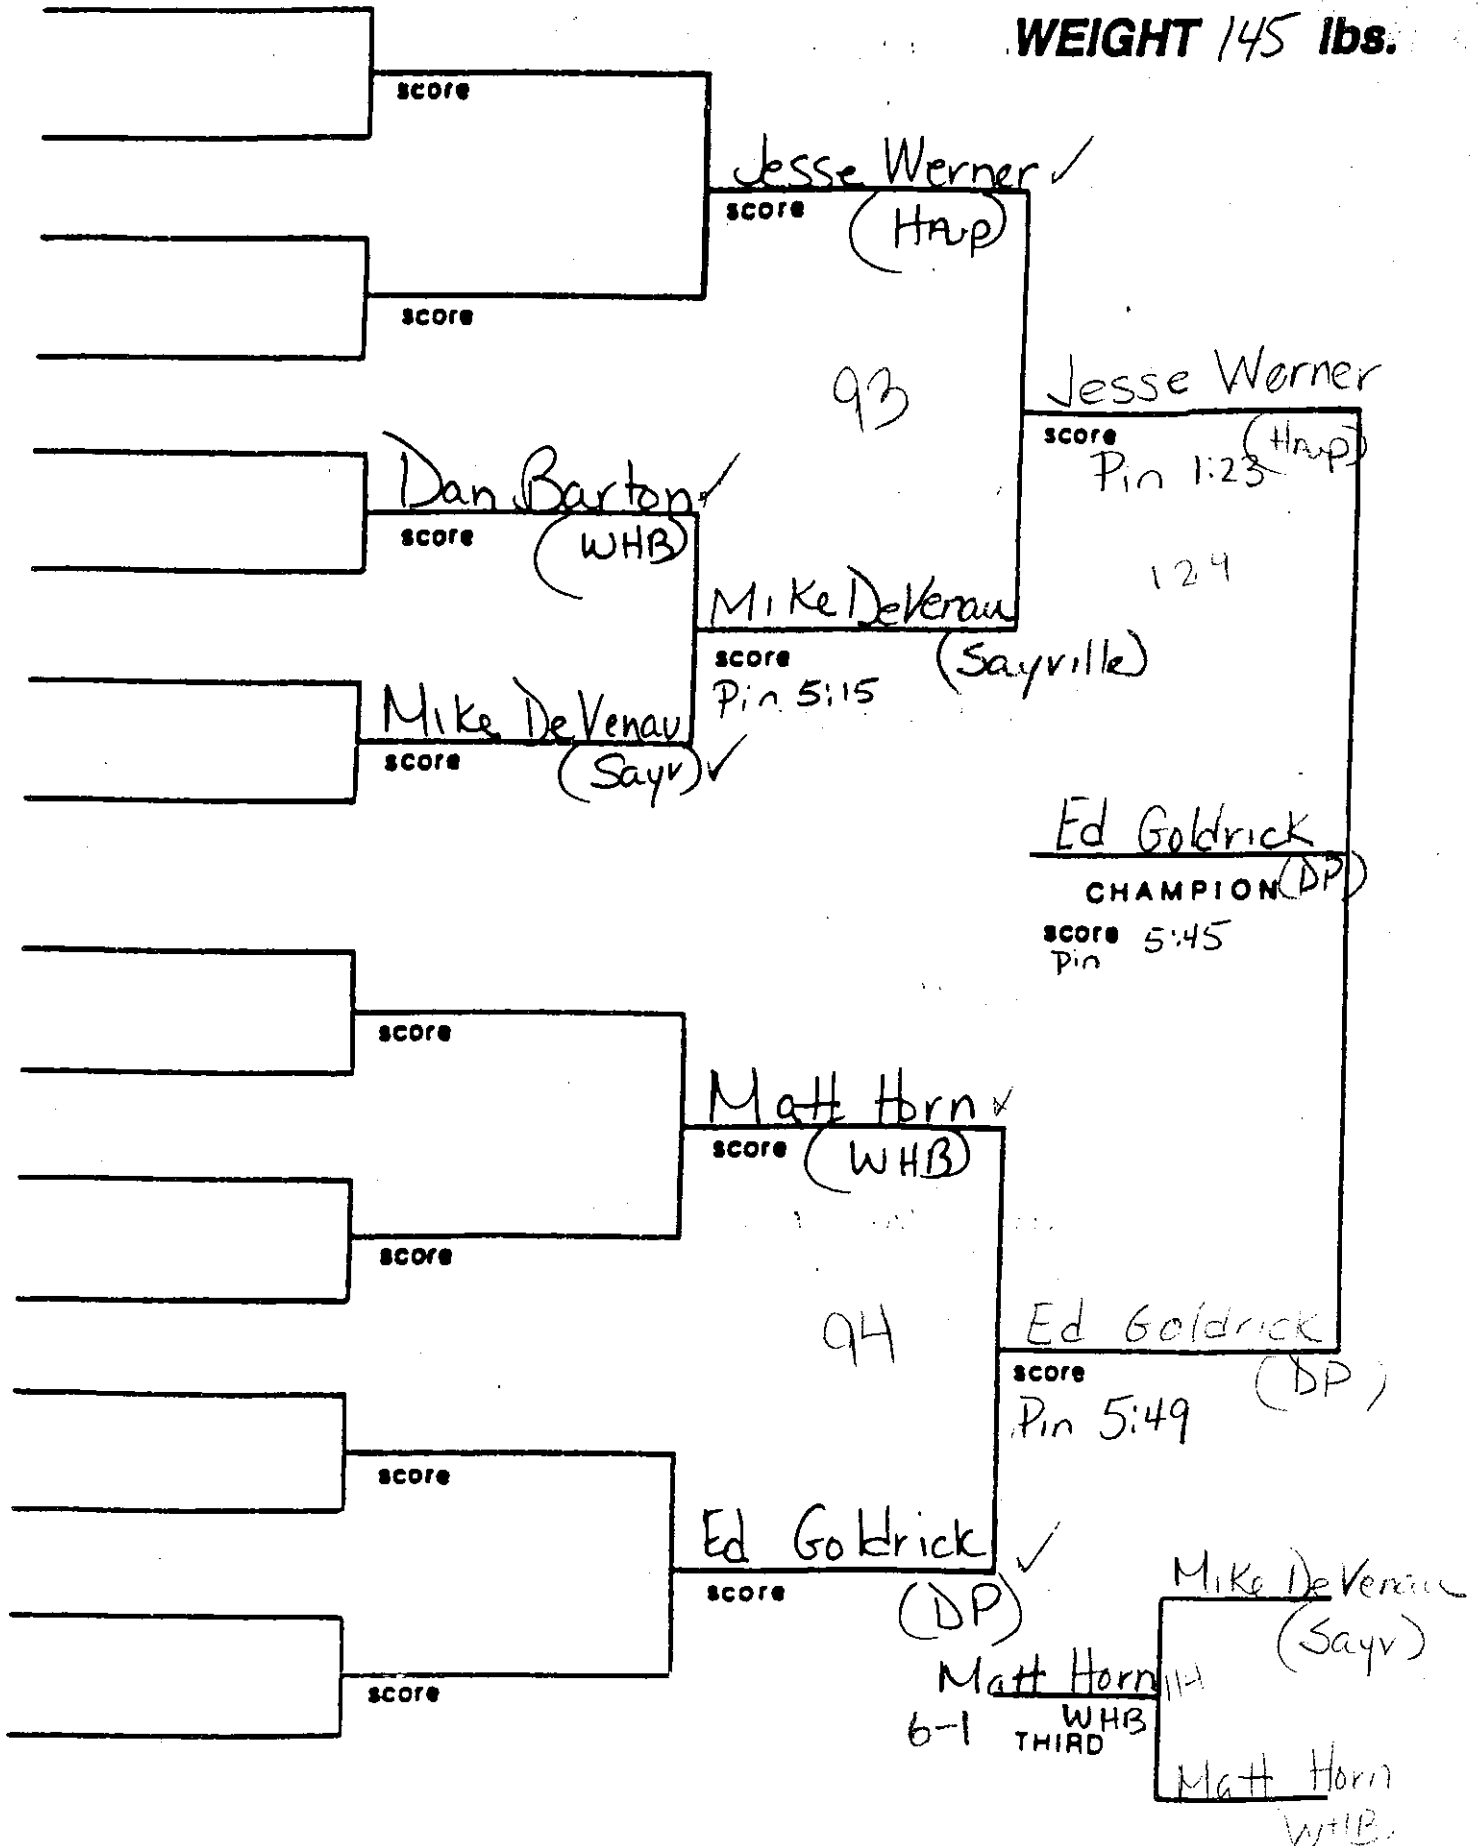 WEIGHT 145 lbs.
score
Jesse Werner ✓
score
(Haup)
score
93
Jesse Werner
score
(Haup)
Pin 1:23
Dan Barton ✓
score
(WHB)
124
Mike DeVenau
score
(Sayville)
Pin 5:15
Mike DeVenau
score
(Sayv) ✓
Ed Goldrick
CHAMPION (DP)
score 5:45
Pin
score
Matt Horn ✓
score
(WHB)
score
94
Ed Goldrick
score
(DP)
Pin 5:49
score
Ed Goldrick ✓
score
(DP)
Mike DeVenau
(Sayv)
score
Matt Horn
6-1 WHB
THIRD
Matt Horn
WHB